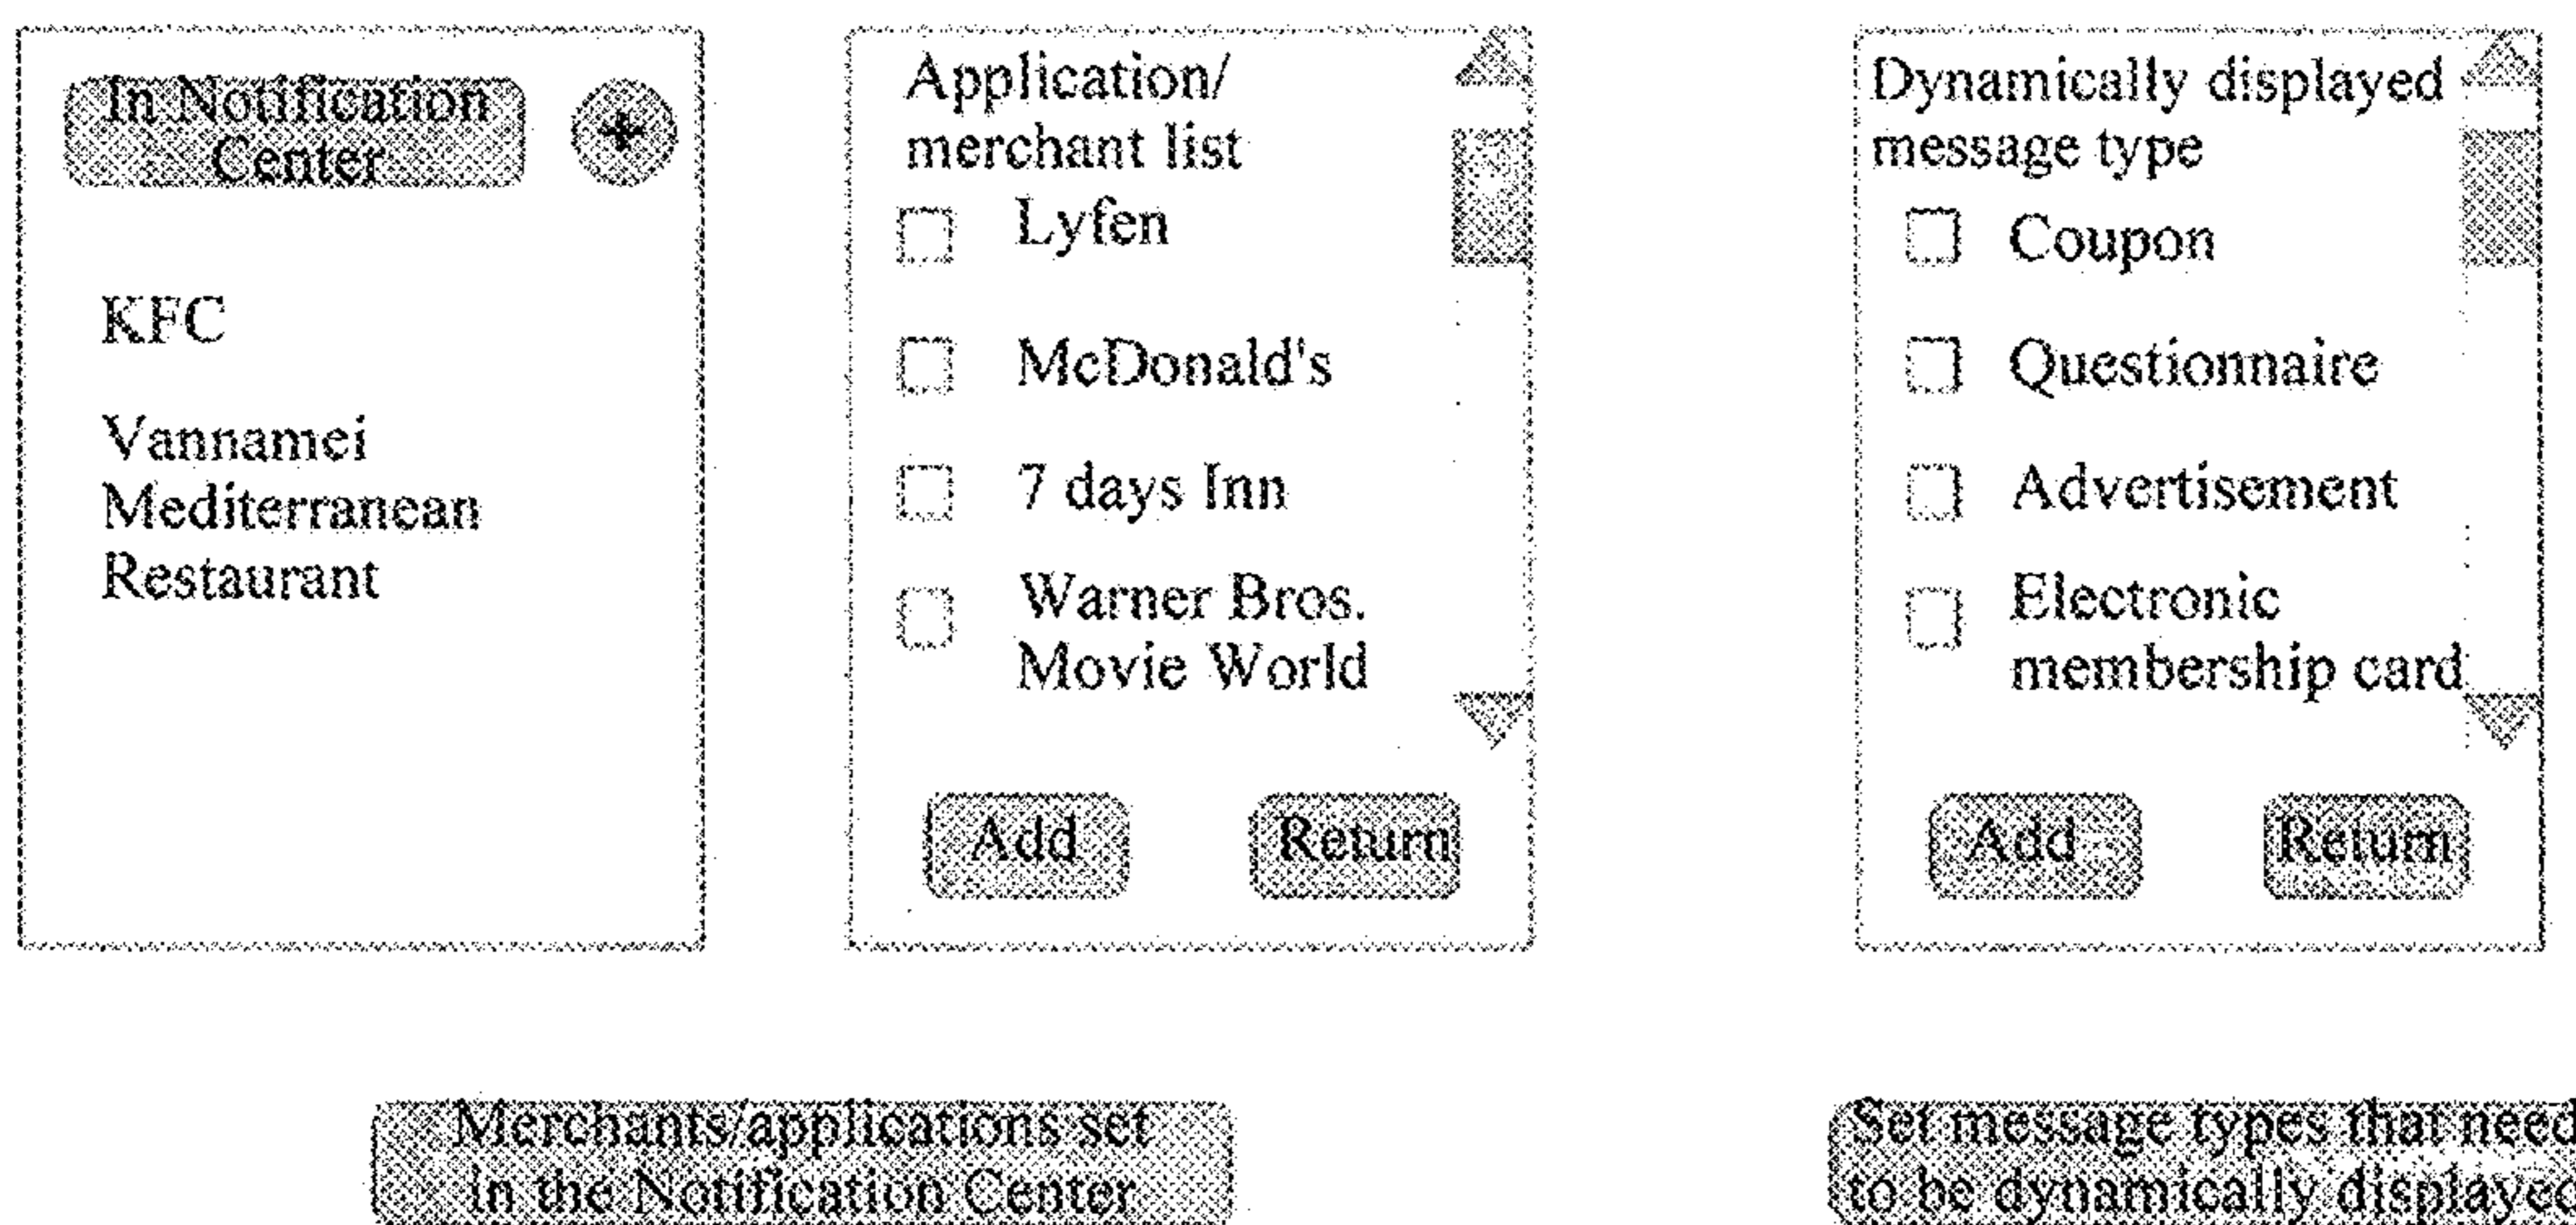 In Notification
Center
+
KFC
Vannamei
Mediterranean
Restaurant
Application/
merchant list
Lyfen
McDonald's
7 days Inn
Warner Bros.
Movie World
Add
Return
Dynamically displayed
message type
Coupon
Questionnaire
Advertisement
Electronic
membership card
Add
Return
Merchants/applications set
in the Notification Center
Set message types that need
to be dynamically displayed